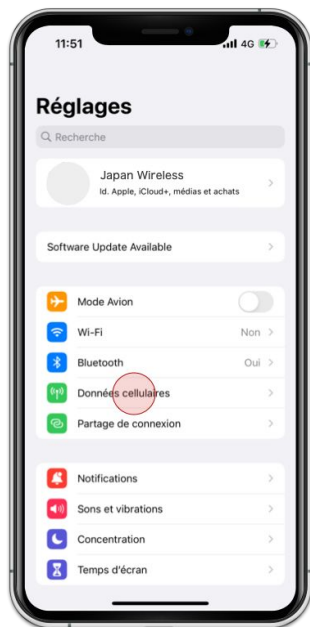 11:51 4G
Réglages
Recherche
Japan Wireless
Id. Apple, iCloud+, médias et achats
Software Update Available
Mode Avion
Wi-Fi Non
Bluetooth Oui
Données cellulaires
Partage de connexion
Notifications
Sons et vibrations
Concentration
Temps d'écran